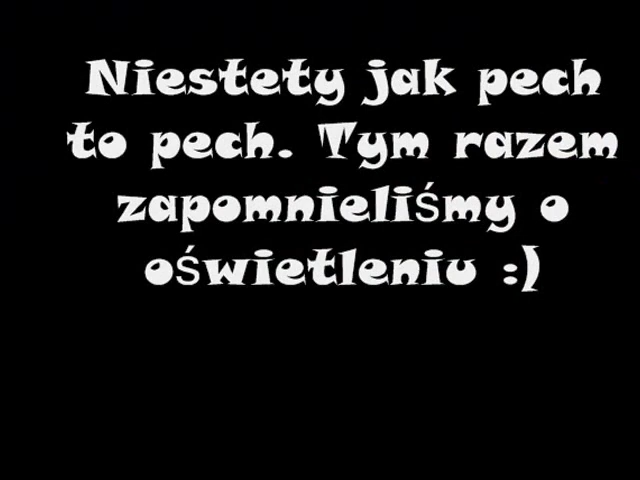 Niestety jak pech
to pech. Tym razem
zapomnieliśmy o
oświetleniu :)